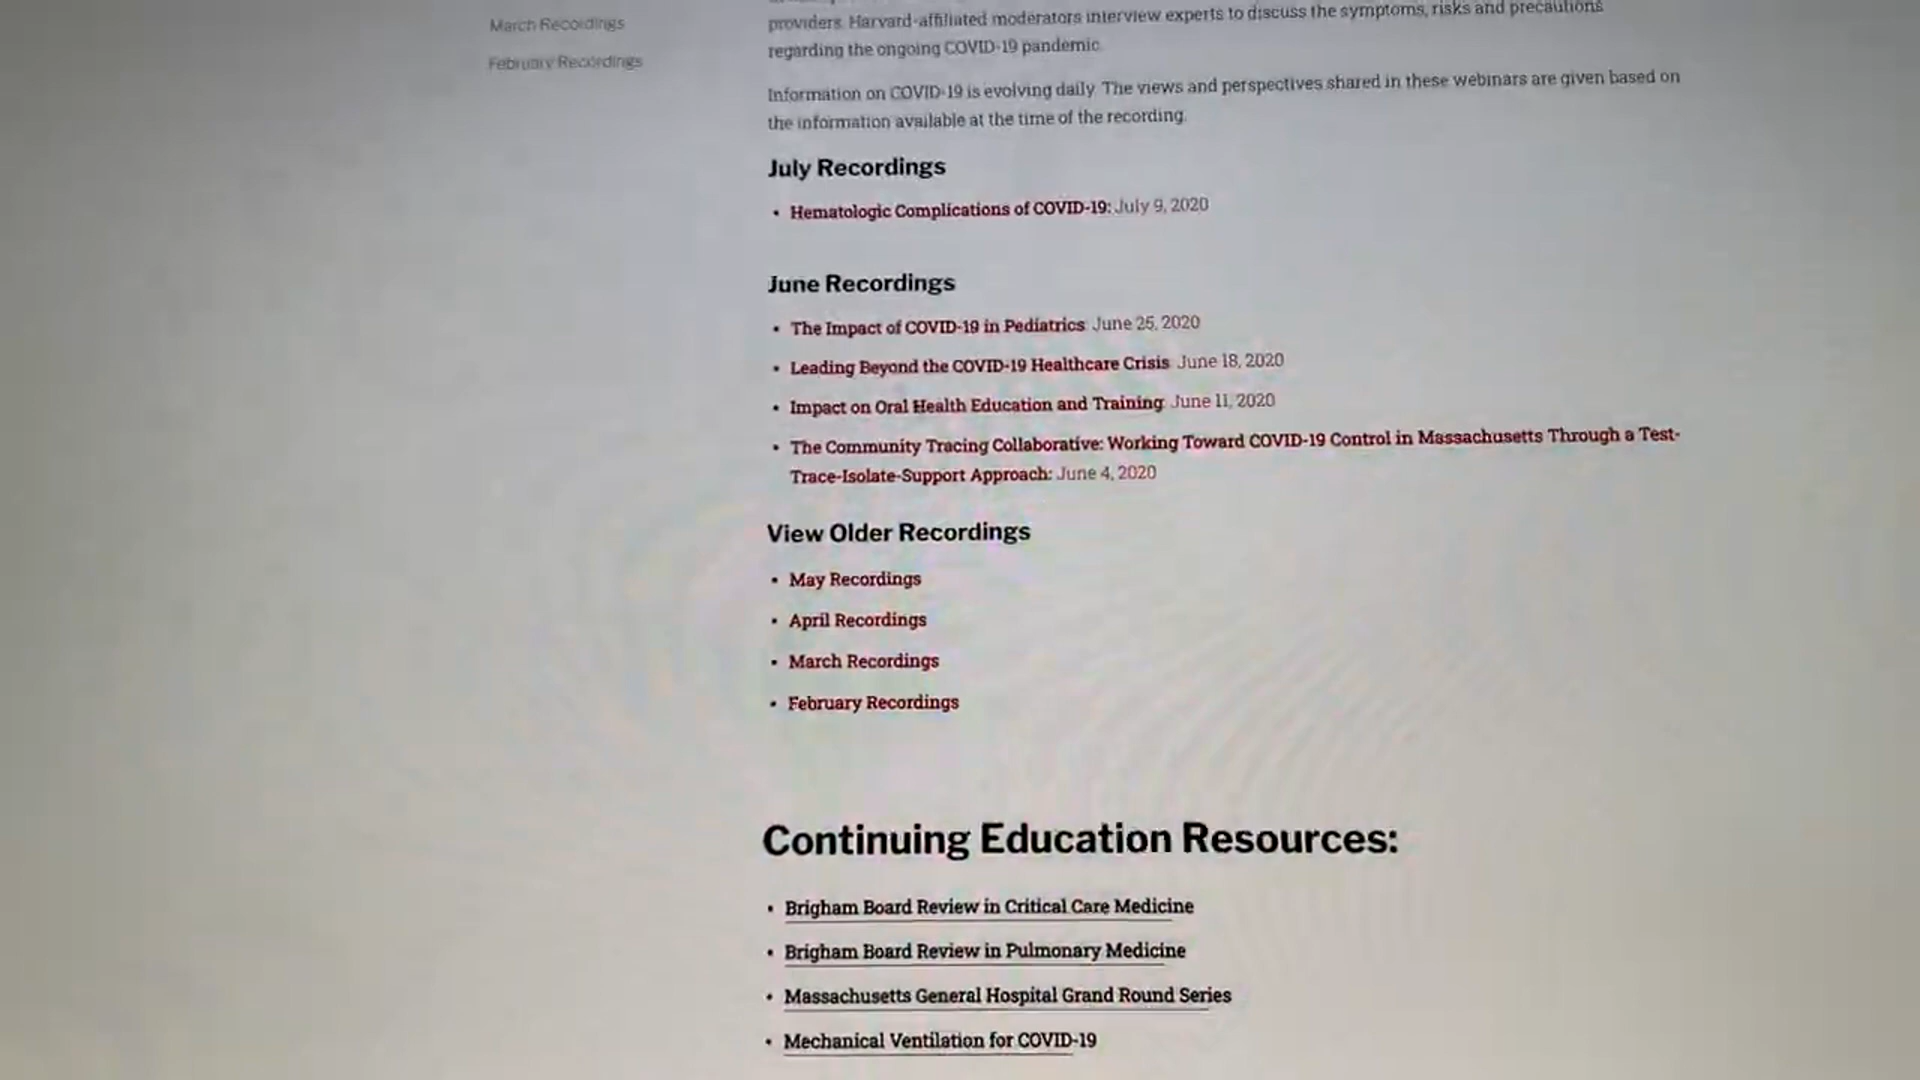 March Recordings
February Recordings
providers. Harvard-affiliated moderators interview experts to discuss the symptoms, risks and precautions
regarding the ongoing COVID-19 pandemic.
Information on COVID-19 is evolving daily. The views and perspectives shared in these webinars are given based on
the information available at the time of the recording.
July Recordings
• Hematologic Complications of COVID-19: July 9, 2020
June Recordings
• The Impact of COVID-19 in Pediatrics: June 25, 2020
• Leading Beyond the COVID-19 Healthcare Crisis: June 18, 2020
• Impact on Oral Health Education and Training: June 11, 2020
• The Community Tracing Collaborative: Working Toward COVID-19 Control in Massachusetts Through a Test-
Trace-Isolate-Support Approach: June 4, 2020
View Older Recordings
• May Recordings
• April Recordings
• March Recordings
• February Recordings
Continuing Education Resources:
• Brigham Board Review in Critical Care Medicine
• Brigham Board Review in Pulmonary Medicine
• Massachusetts General Hospital Grand Round Series
• Mechanical Ventilation for COVID-19